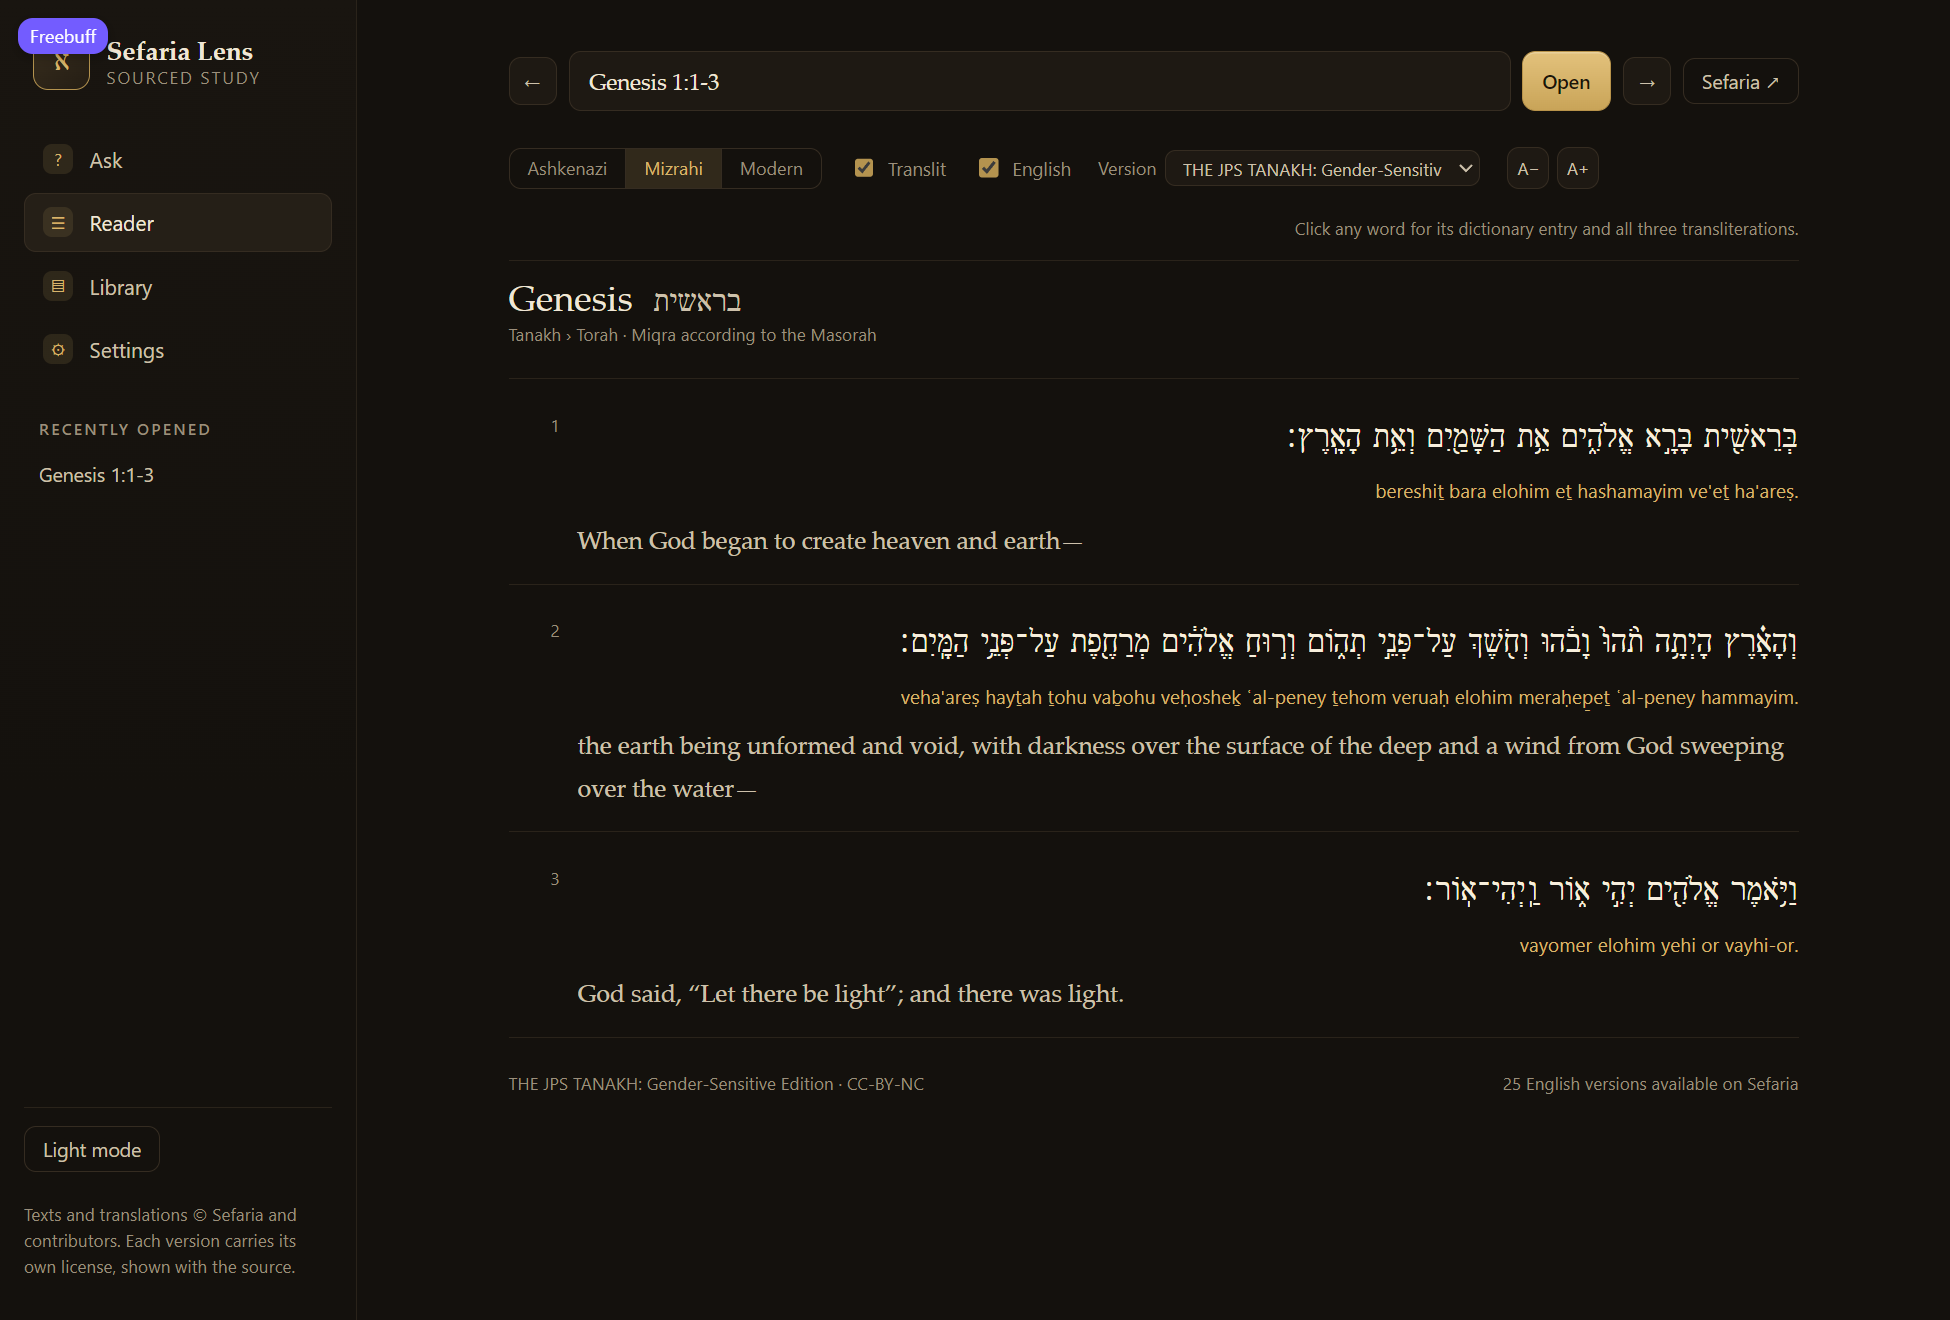 Freebuff
א
Sefaria Lens
SOURCED STUDY
? Ask
Reader
Library
Settings
RECENTLY OPENED
Genesis 1:1-3
Light mode
Texts and translations © Sefaria and
contributors. Each version carries its
own license, shown with the source.
← Genesis 1:1-3 Open → Sefaria ↗
Ashkenazi Mizrahi Modern Translit English Version THE JPS TANAKH: Gender-Sensitiv A− A+
Click any word for its dictionary entry and all three transliterations.
Genesis בראשית
Tanakh › Torah · Miqra according to the Masorah
1
בְּרֵאשִׁ֖ית בָּרָ֣א אֱלֹהִ֑ים אֵ֥ת הַשָּׁמַ֖יִם וְאֵ֥ת הָאָֽרֶץ׃
bereshiṯ bara elohim eṯ hashamayim ve'eṯ ha'areṣ.
When God began to create heaven and earth—
2
וְהָאָ֗רֶץ הָיְתָ֥ה תֹ֙הוּ֙ וָבֹ֔הוּ וְחֹ֖שֶׁךְ עַל־פְּנֵ֣י תְה֑וֹם וְר֣וּחַ אֱלֹהִ֔ים מְרַחֶ֖פֶת עַל־פְּנֵ֥י הַמָּֽיִם׃
veha'areṣ hayṯah ṯohu vaḇohu veḥosheḵ ʿal-peney ṯehom veruaḥ elohim meraḥep̱eṯ ʿal-peney hammayim.
the earth being unformed and void, with darkness over the surface of the deep and a wind from God sweeping
over the water—
3
וַיֹּ֥אמֶר אֱלֹהִ֖ים יְהִ֣י א֑וֹר וַֽיְהִי־אֽוֹר׃
vayomer elohim yehi or vayhi-or.
God said, “Let there be light”; and there was light.
THE JPS TANAKH: Gender-Sensitive Edition · CC-BY-NC
25 English versions available on Sefaria